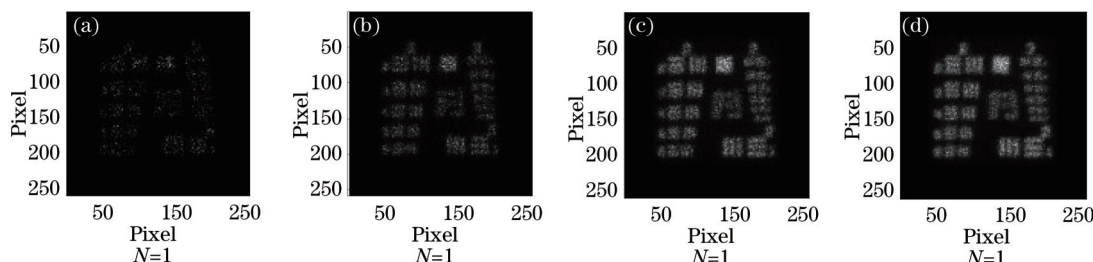 (a) (b) (c) (d)
50 50 50 50
100 100 100 100
150 150 150 150
200 200 200 200
250 250 250 250
Pixel Pixel Pixel Pixel
50 150 250 50 150 250 50 150 250 50 150 250
Pixel Pixel Pixel Pixel
N=1 N=1 N=1 N=1